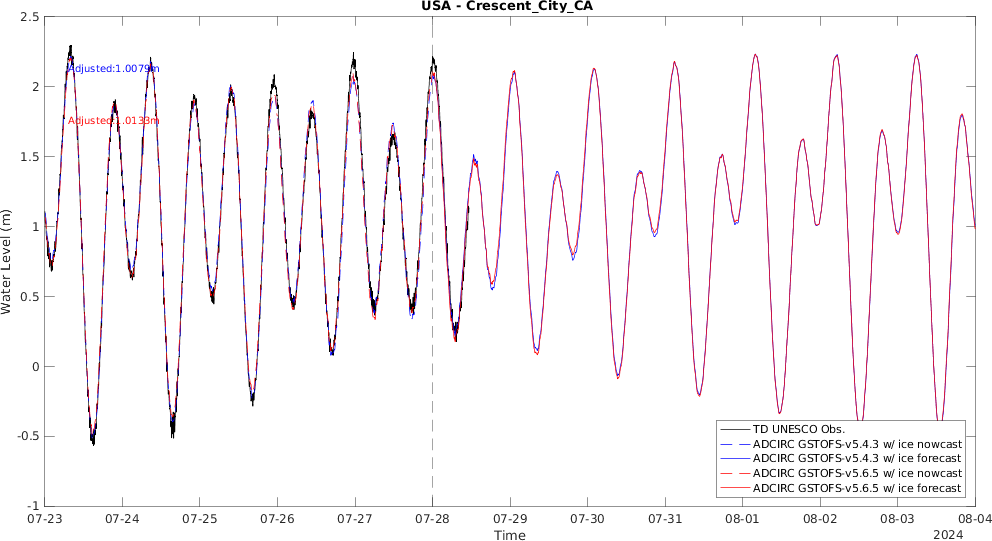 USA - Crescent_City_CA
2.5
2
1.5
1
0.5
0
-0.5
-1
Water Level (m)
Adjusted:1.0079m
Adjusted:1.0133m
TD UNESCO Obs.
ADCIRC GSTOFS-v5.4.3 w/ ice nowcast
ADCIRC GSTOFS-v5.4.3 w/ ice forecast
ADCIRC GSTOFS-v5.6.5 w/ ice nowcast
ADCIRC GSTOFS-v5.6.5 w/ ice forecast
07-23 07-24 07-25 07-26 07-27 07-28 07-29 07-30 07-31 08-01 08-02 08-03 08-04
Time
2024